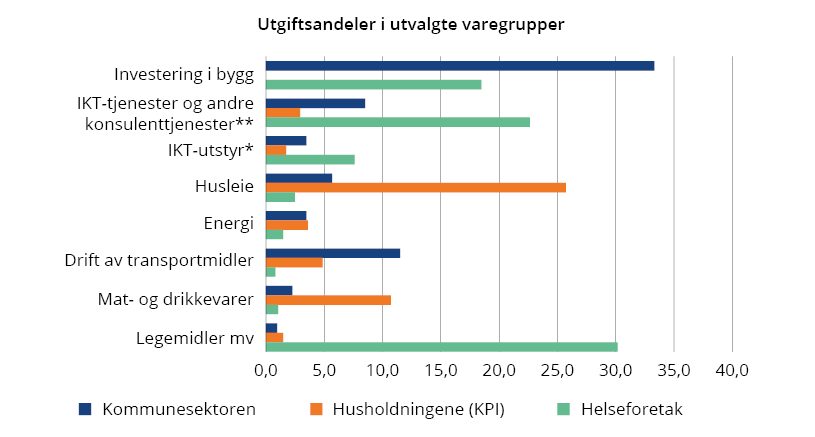 Utgiftsandeler i utvalgte varegrupper
Investering i bygg
IKT-tjenester og andre
konsulenttjenester**
IKT-utstyr*
Husleie
Energi
Drift av transportmidler
Mat- og drikkevarer
Legemidler mv
0,0 5,0 10,0 15,0 20,0 25,0 30,0 35,0 40,0
Kommunesektoren Husholdningene (KPI) Helseforetak